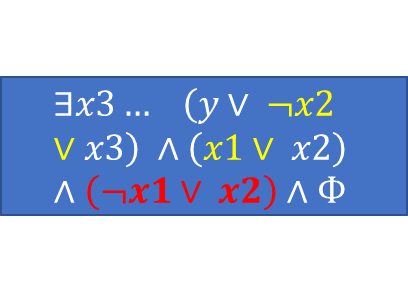 ∃𝑥3 ... (𝑦 ∨ ¬𝑥2
∨ 𝑥3) ∧ (𝑥1 ∨ 𝑥2)
∧ (¬𝒙𝟏 ∨ 𝒙𝟐) ∧ Φ